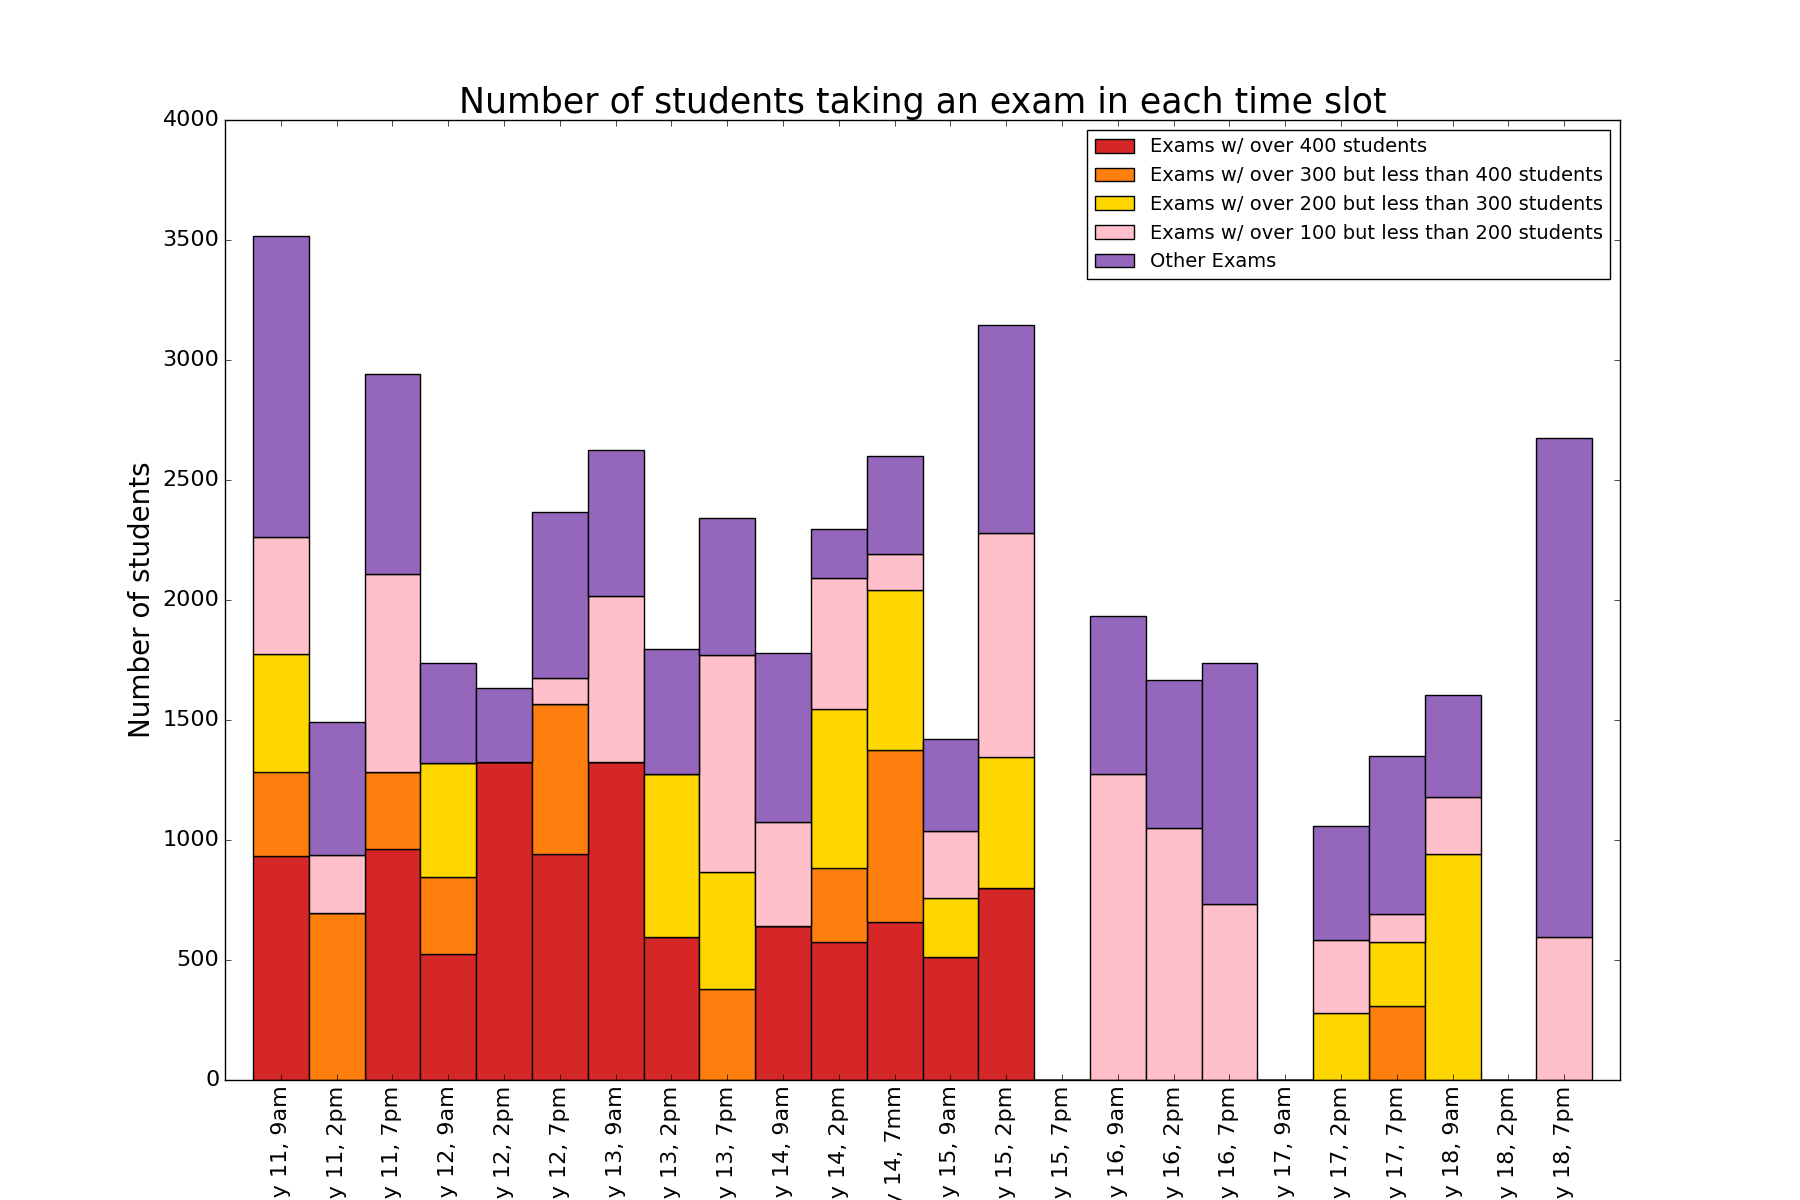 Number of students taking an exam in each time slot
4000
3500
3000
2500
2000
1500
1000
500
0
Number of students
Exams w/ over 400 students
Exams w/ over 300 but less than 400 students
Exams w/ over 200 but less than 300 students
Exams w/ over 100 but less than 200 students
Other Exams
y 11, 9am
y 11, 2pm
y 11, 7pm
y 12, 9am
y 12, 2pm
y 12, 7pm
y 13, 9am
y 13, 2pm
y 13, 7pm
y 14, 9am
y 14, 2pm
y 14, 7mm
y 15, 9am
y 15, 2pm
y 15, 7pm
y 16, 9am
y 16, 2pm
y 16, 7pm
y 17, 9am
y 17, 2pm
y 17, 7pm
y 18, 9am
y 18, 2pm
y 18, 7pm